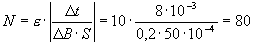 N = ε · |Δt / (ΔB · S)| = 10 · (8 · 10⁻³) / (0,2 · 50 · 10⁻⁴) = 80